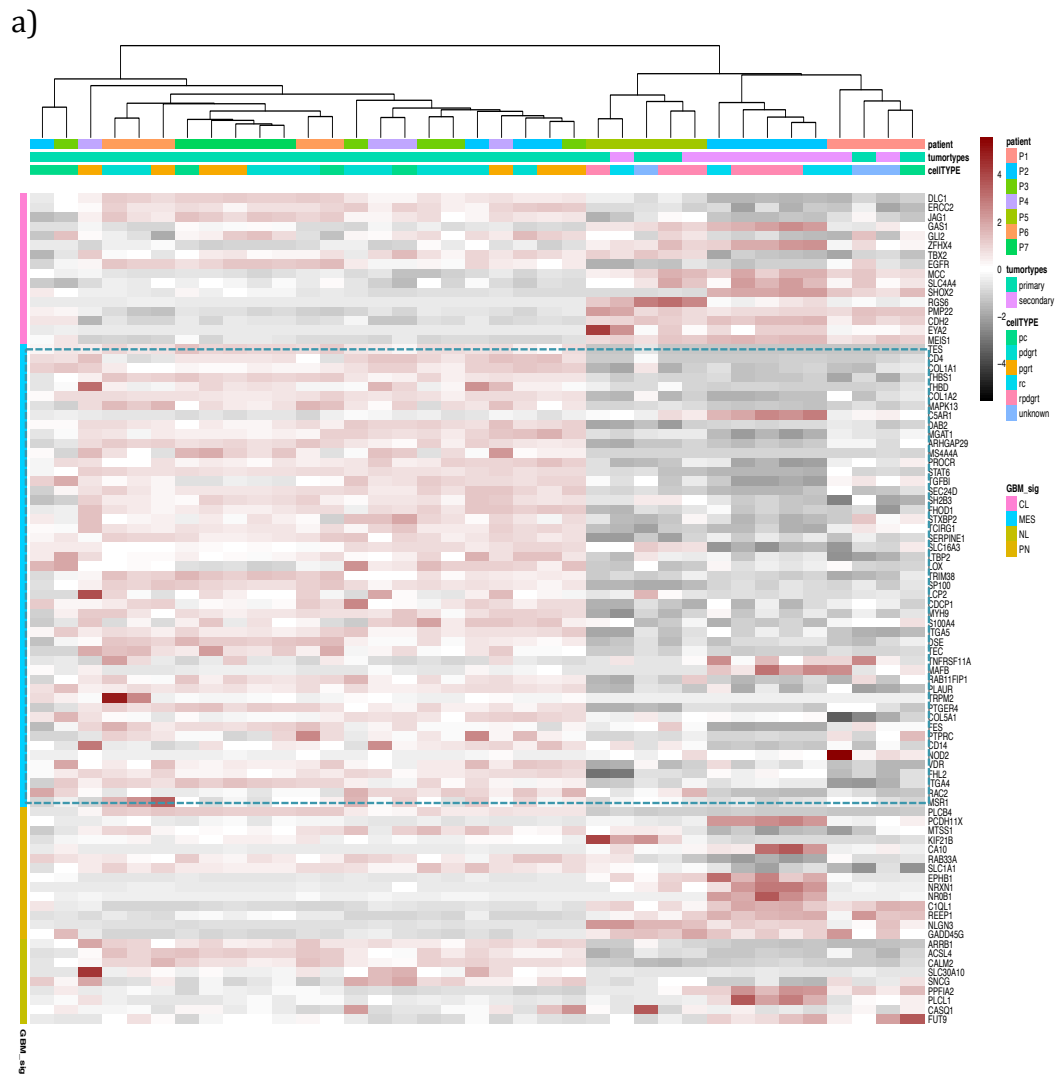 a)
patient
tumortypes
cellTYPE
DLC1
ERCC2
JAG1
GAS1
GLI2
ZFHX4
TBX2
EGFR
MCC
SLC4A4
SHOX2
RGS6
PMP22
CDH2
EYA2
MEIS1
TES
CD4
COL1A1
THBS1
THBD
COL1A2
MAPK13
C5AR1
DAB2
MGAT1
ARHGAP29
MS4A4A
PROCR
STAT6
TGFBI
SEC24D
SH2B3
FHOD1
STXBP2
TCIRG1
SERPINE1
SLC16A3
LTBP2
LOX
TRIM38
SP100
LCP2
CDCP1
MYH9
S100A4
ITGA5
DSE
TEC
TNFRSF11A
MAFB
RAB11FIP1
PLAUR
TRPM2
PTGER4
COL5A1
FES
PTPRC
CD14
NOD2
VDR
FHL2
ITGA4
RAC2
MSR1
PLCB4
PCDH11X
MTSS1
KIF21B
CA10
RAB33A
SLC1A1
EPHB1
NRXN1
NR0B1
C1QL1
REEP1
NLGN3
GADD45G
ARRB1
ACSL4
CALM2
SLC30A10
SNCG
PPFIA2
PLCL1
CASQ1
FUT9
GBM_sig
4
2
0
−2
−4
patient
P1
P2
P3
P4
P5
P6
P7
tumortypes
primary
secondary
cellTYPE
pc
pdgrt
pgrt
rc
rpdgrt
unknown
GBM_sig
CL
MES
NL
PN